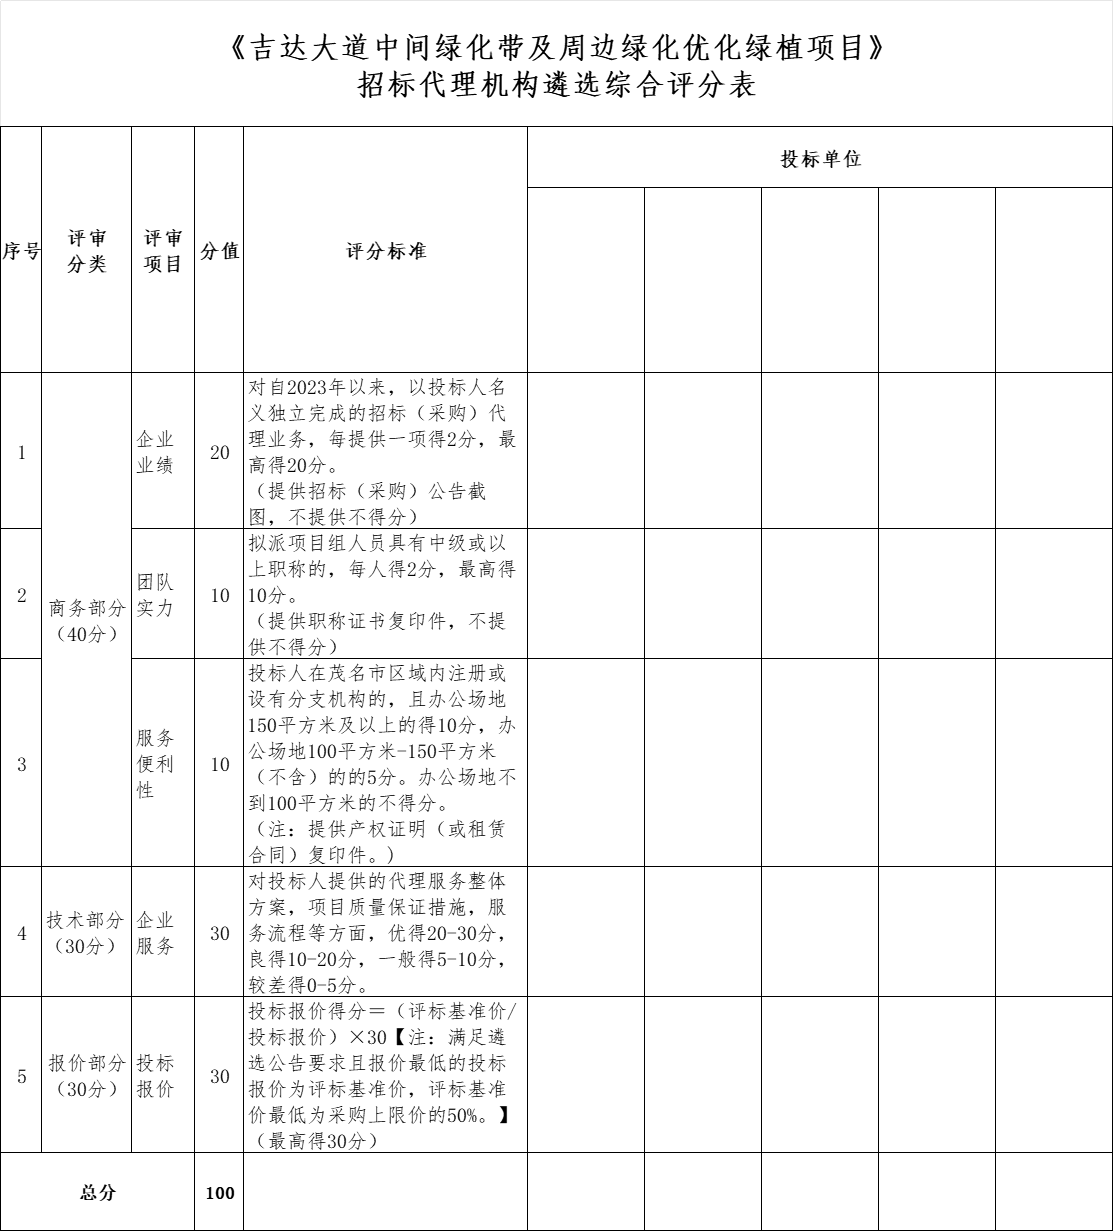 《吉达大道中间绿化带及周边绿化优化绿植项目》
招标代理机构遴选综合评分表
序号
评审
分类
评审
项目
分值
评分标准
投标单位
1
商务部分
（40分）
企业
业绩
20
对自2023年以来，以投标人名
义独立完成的招标（采购）代
理业务，每提供一项得2分，最
高得20分。
（提供招标（采购）公告截
图，不提供不得分）
2
团队
实力
10
拟派项目组人员具有中级或以
上职称的，每人得2分，最高得
10分。
（提供职称证书复印件，不提
供不得分）
3
服务
便利
性
10
投标人在茂名市区域内注册或
设有分支机构的，且办公场地
150平方米及以上的得10分，办
公场地100平方米-150平方米
（不含）的的5分。办公场地不
到100平方米的不得分。
（注：提供产权证明（或租赁
合同）复印件。)
4
技术部分
（30分）
企业
服务
30
对投标人提供的代理服务整体
方案，项目质量保证措施，服
务流程等方面，优得20-30分，
良得10-20分，一般得5-10分，
较差得0-5分。
5
报价部分
（30分）
投标
报价
30
投标报价得分＝（评标基准价/
投标报价）×30【注：满足遴
选公告要求且报价最低的投标
报价为评标基准价，评标基准
价最低为采购上限价的50%。】
（最高得30分）
总分
100